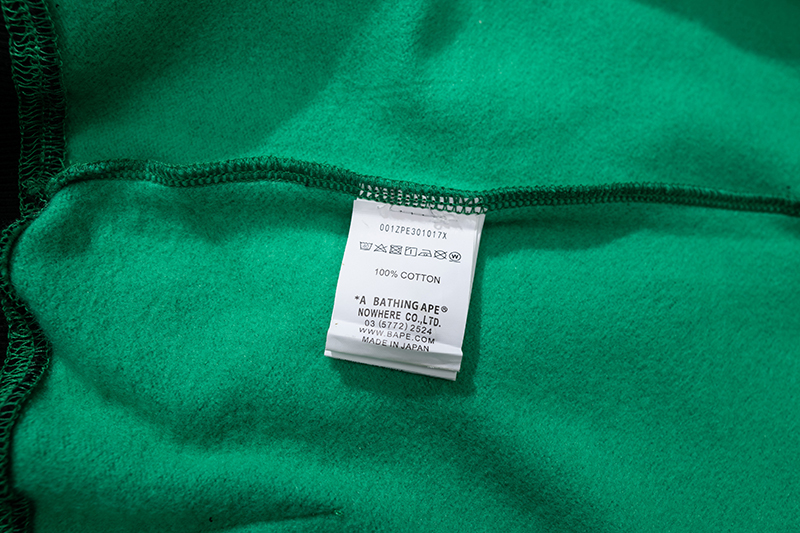 001ZPE301017X
100% COTTON
*A BATHING APE®
NOWHERE CO.,LTD.
03 (5772) 2524
WWW.BAPE.COM
MADE IN JAPAN